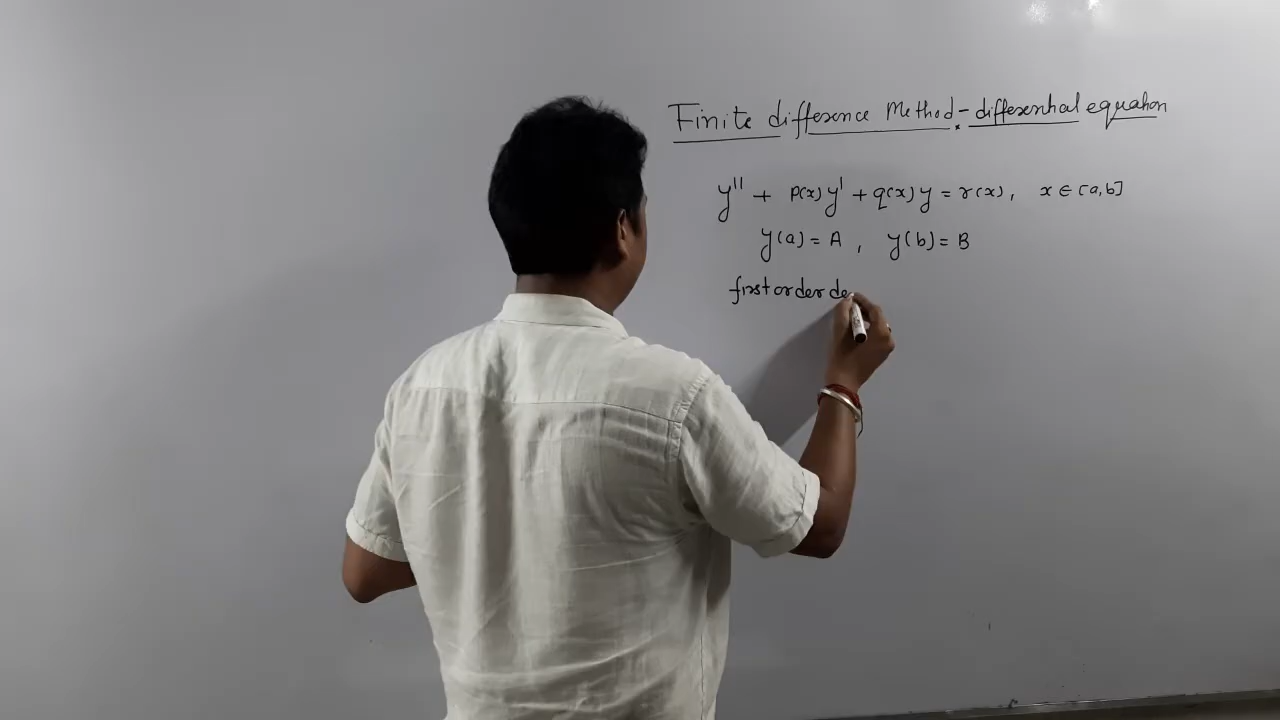 Finite difference Method - differential equation
y'' + p(x)y' + q(x)y = r(x), x ∈ [a,b]
y(a) = A , y(b) = B
first order de